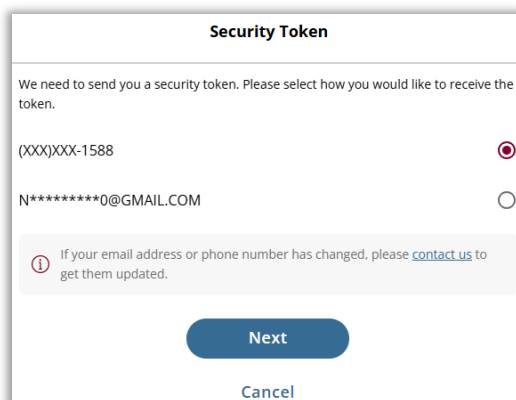 Security Token
We need to send you a security token. Please select how you would like to receive the
token.
(XXX)XXX-1588
N*********0@GMAIL.COM
If your email address or phone number has changed, please contact us to
get them updated.
Next
Cancel